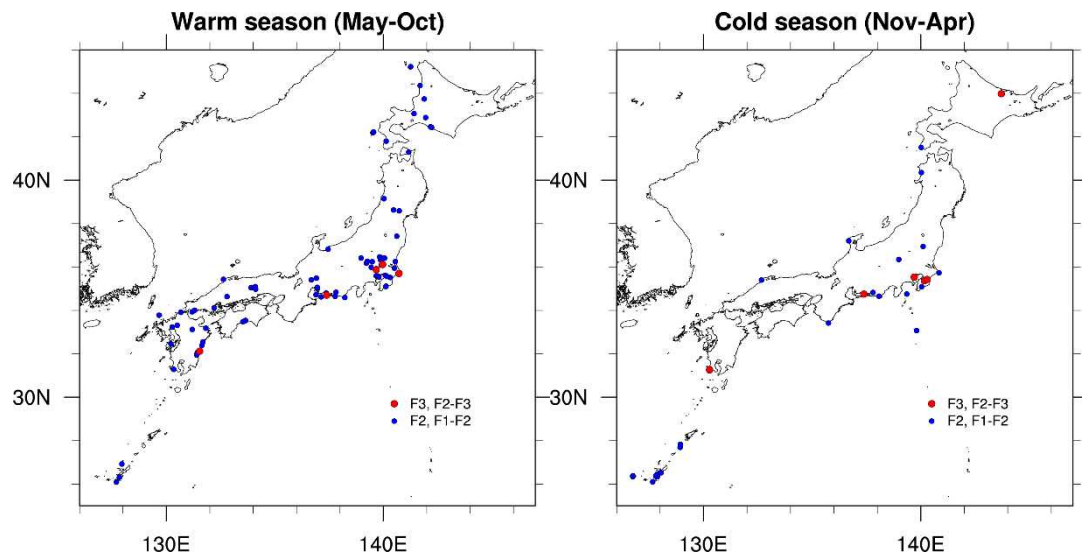 Warm season (May-Oct)
Cold season (Nov-Apr)
40N
40N
30N
30N
F3, F2-F3
F2, F1-F2
F3, F2-F3
F2, F1-F2
130E
140E
130E
140E